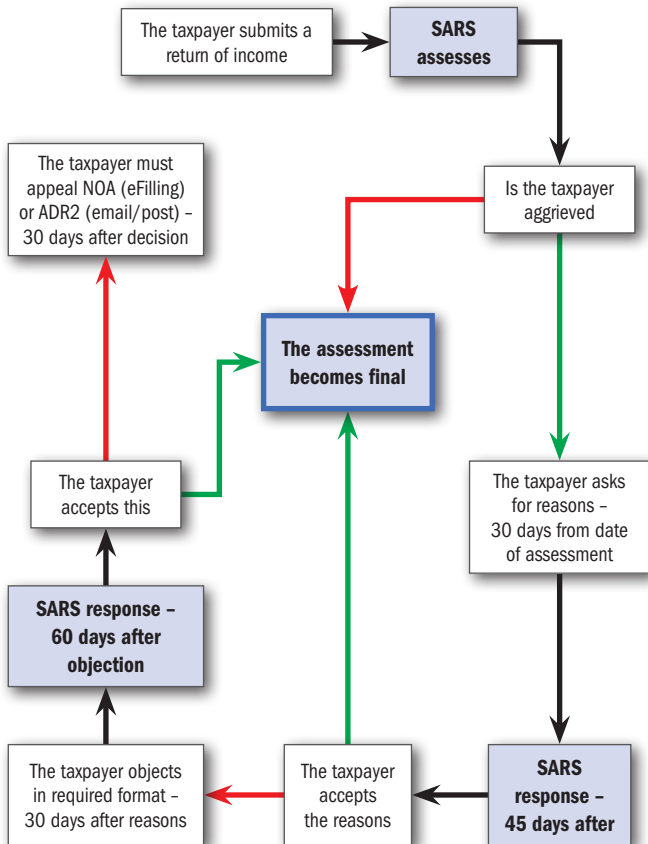 The taxpayer submits a
return of income
SARS
assesses
Is the taxpayer
aggrieved
The taxpayer must
appeal NOA (eFilling)
or ADR2 (email/post) –
30 days after decision
The assessment
becomes final
The taxpayer
accepts this
The taxpayer asks
for reasons –
30 days from date
of assessment
SARS response –
60 days after
objection
The taxpayer objects
in required format –
30 days after reasons
The taxpayer
accepts
the reasons
SARS
response –
45 days after